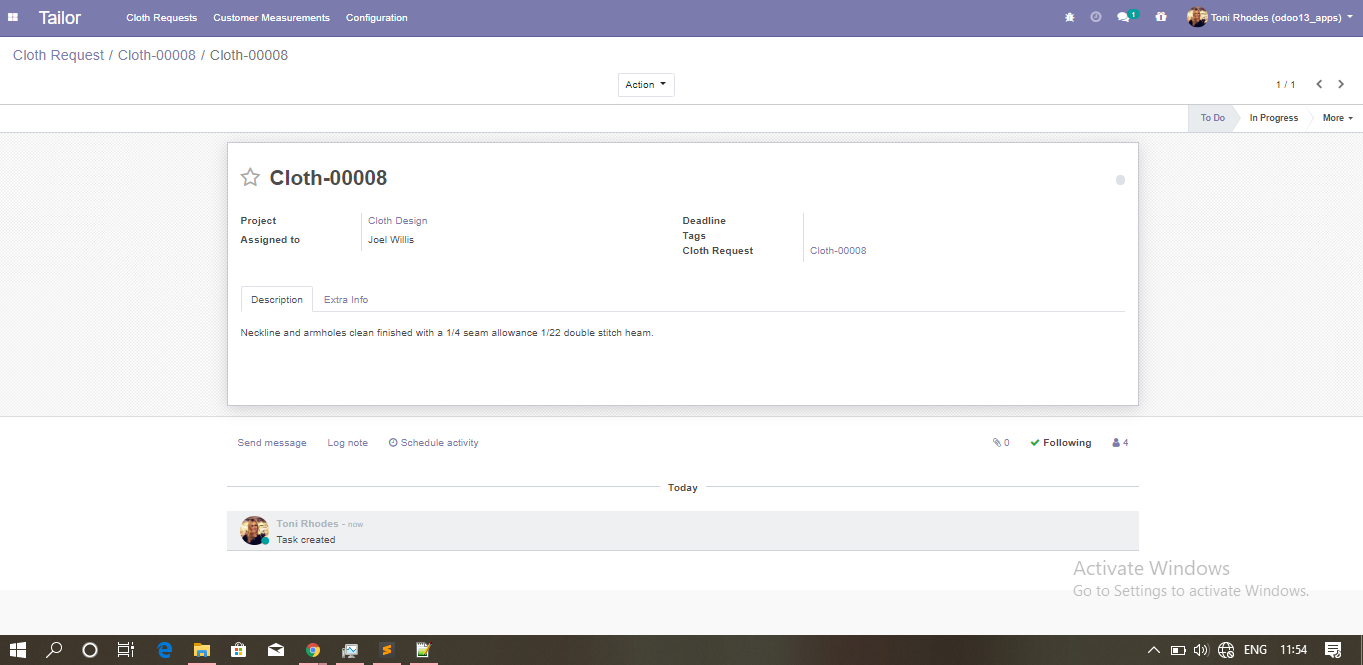 Tailor Cloth Requests Customer Measurements Configuration 1 Toni Rhodes (odoo13_apps)
Cloth Request / Cloth-00008 / Cloth-00008
Action 1 / 1
To Do In Progress More
Cloth-00008
Project Cloth Design
Assigned to Joel Willis
Deadline
Tags
Cloth Request Cloth-00008
Description Extra Info
Neckline and armholes clean finished with a 1/4 seam allowance 1/22 double stitch heam.
Send message Log note Schedule activity 0 Following 4
Today
Toni Rhodes - now
Task created
Activate Windows
Go to Settings to activate Windows.
ENG 11:54